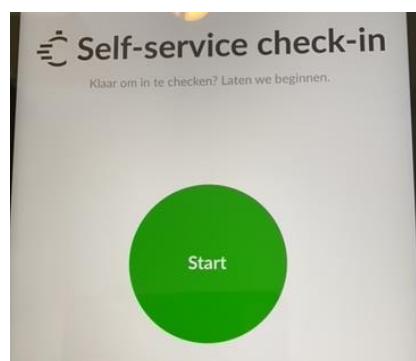 Self-service check-in
Klaar om in te checken? Laten we beginnen.
Start